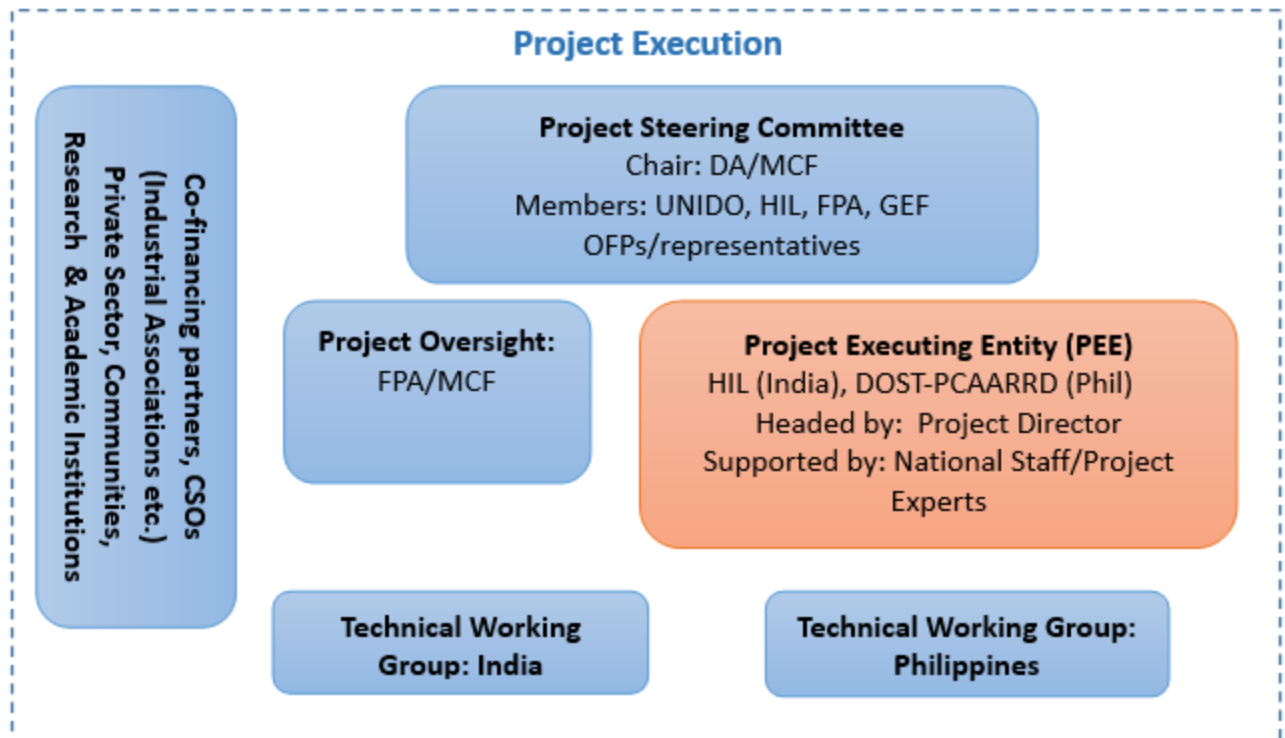 Project Execution
Co-financing partners, CSOs
(Industrial Associations etc.)
Private Sector, Communities,
Research & Academic Institutions
Project Steering Committee
Chair: DA/MCF
Members: UNIDO, HIL, FPA, GEF
OFPs/representatives
Project Oversight:
FPA/MCF
Project Executing Entity (PEE)
HIL (India), DOST-PCAARRD (Phil)
Headed by: Project Director
Supported by: National Staff/Project
Experts
Technical Working
Group: India
Technical Working Group:
Philippines